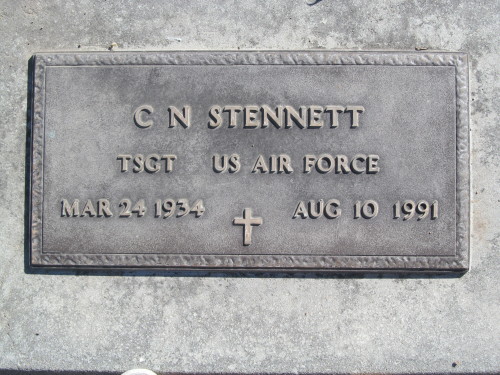 C N STENNETT
TSGT US AIR FORCE
MAR 24 1934 AUG 10 1991